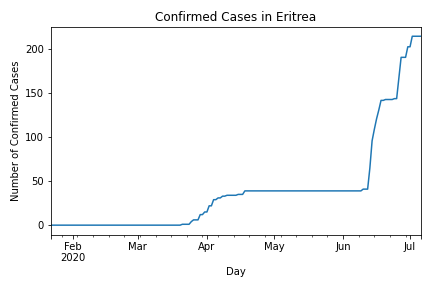 Confirmed Cases in Eritrea
Number of Confirmed Cases
200
150
100
50
0
Feb
2020
Mar
Apr
May
Jun
Jul
Day